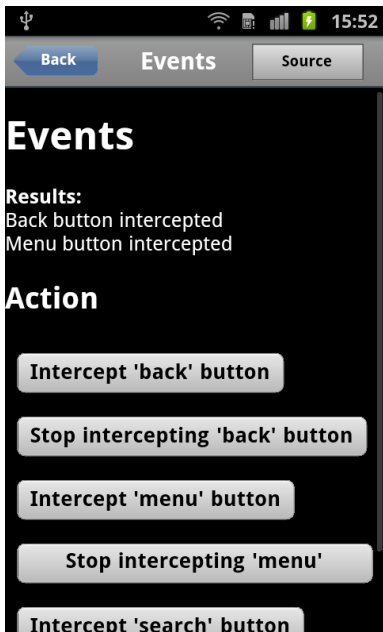 15:52
Back Events Source
Events
Results:
Back button intercepted
Menu button intercepted
Action
Intercept 'back' button
Stop intercepting 'back' button
Intercept 'menu' button
Stop intercepting 'menu'
Intercept 'search' button